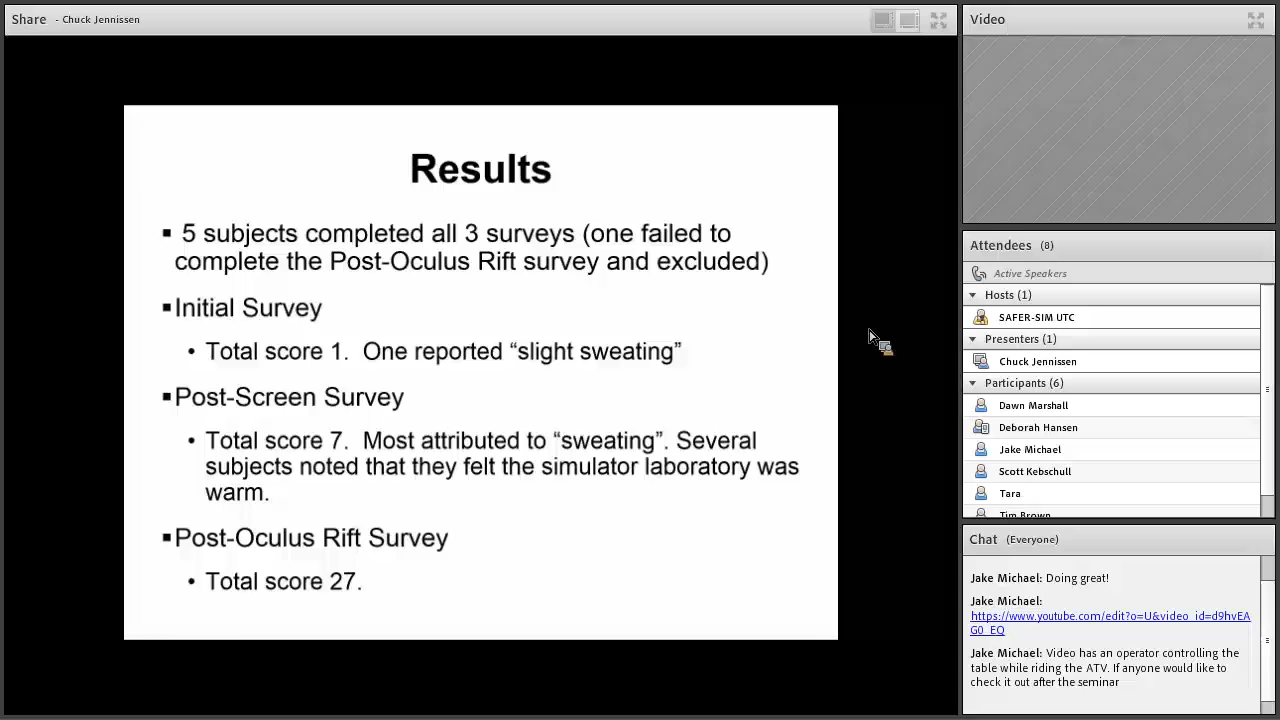 Share - Chuck Jennissen
Results
▪ 5 subjects completed all 3 surveys (one failed to
complete the Post-Oculus Rift survey and excluded)
▪Initial Survey
• Total score 1. One reported “slight sweating”
▪Post-Screen Survey
• Total score 7. Most attributed to “sweating”. Several
subjects noted that they felt the simulator laboratory was
warm.
▪Post-Oculus Rift Survey
• Total score 27.
Video
Attendees (8)
Active Speakers
Hosts (1)
SAFER-SIM UTC
Presenters (1)
Chuck Jennissen
Participants (6)
Dawn Marshall
Deborah Hansen
Jake Michael
Scott Kebschull
Tara
Tim Brown
Chat (Everyone)
Jake Michael: Doing great!
Jake Michael:
https://www.youtube.com/edit?o=U&video_id=d9hvEA
G0_EQ
Jake Michael: Video has an operator controlling the
table while riding the ATV. If anyone would like to
check it out after the seminar